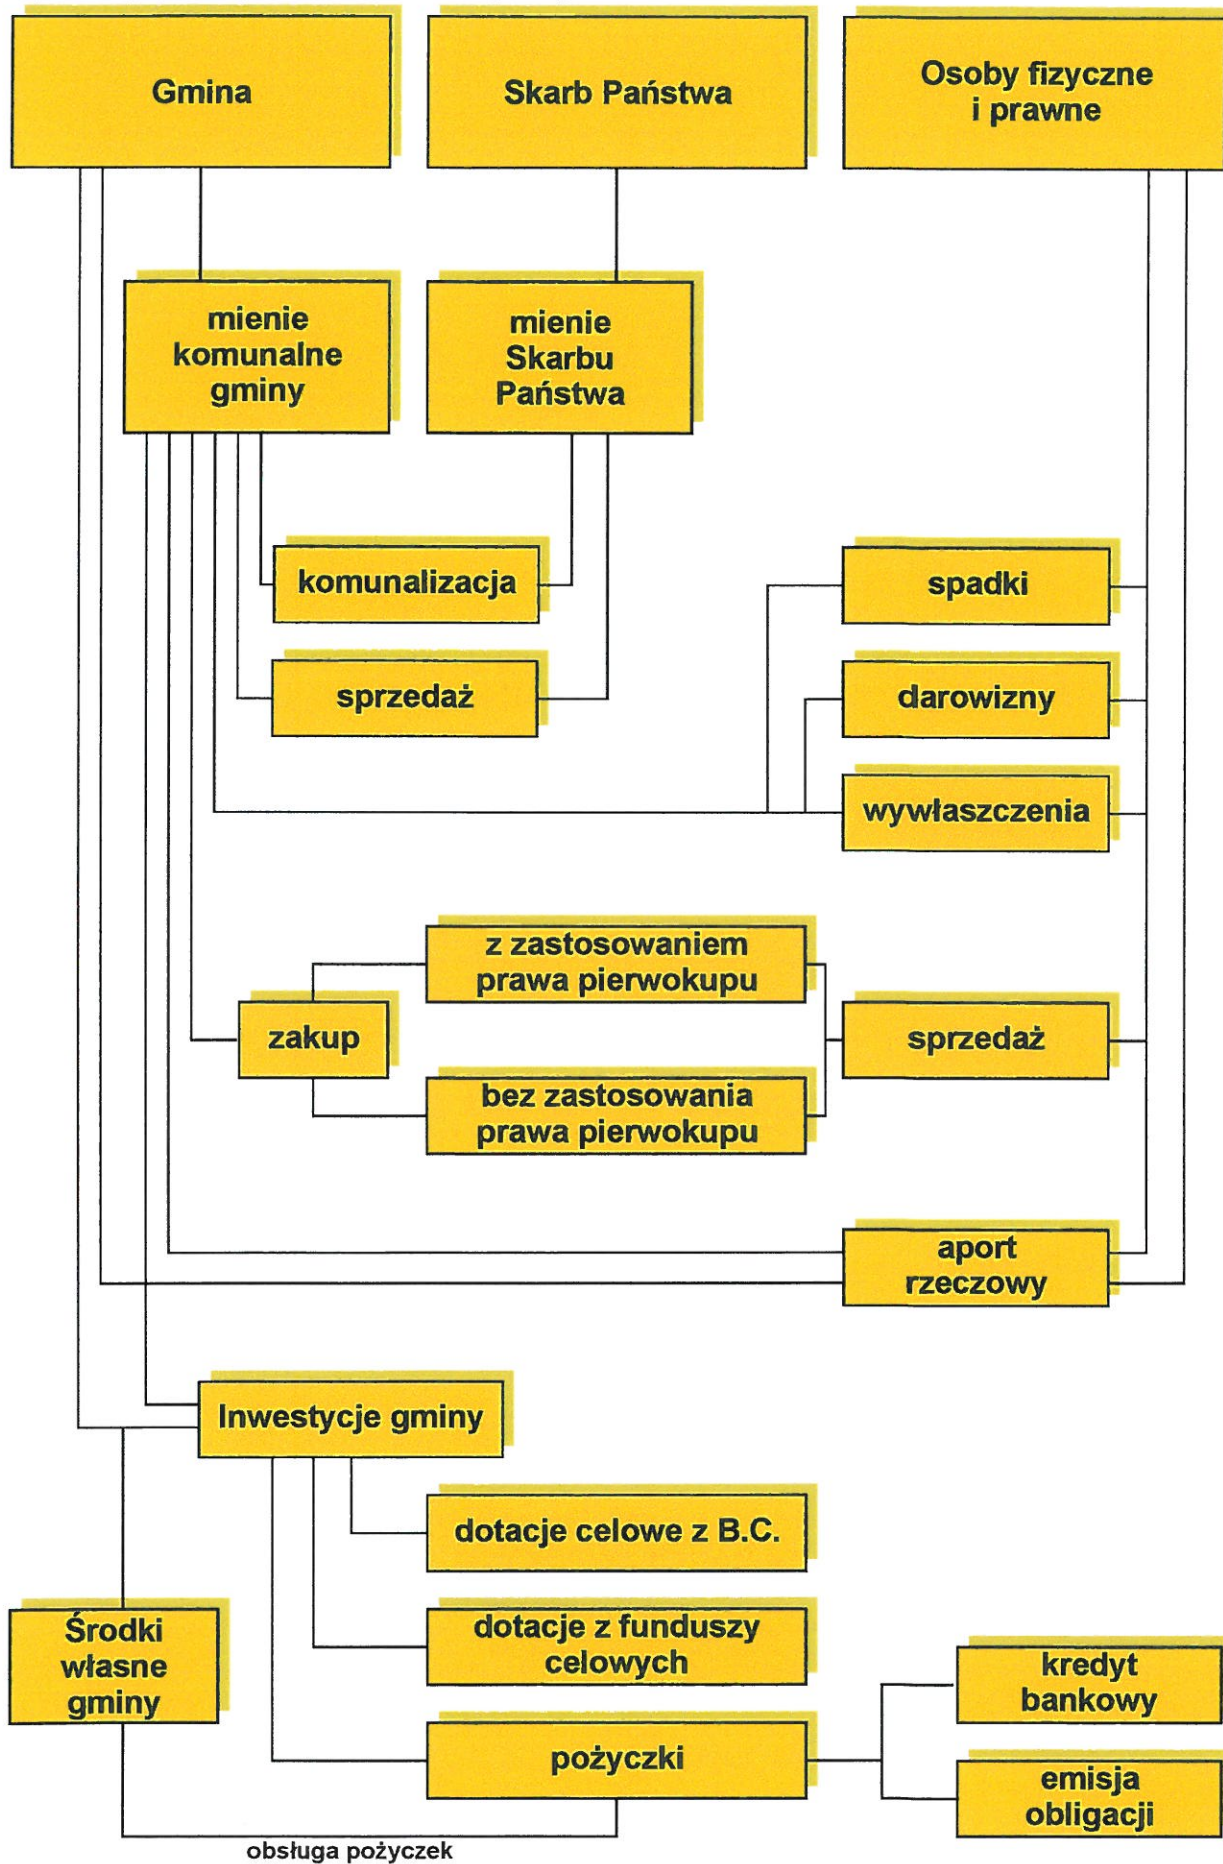 Gmina
Skarb Państwa
Osoby fizyczne
i prawne
mienie
komunalne
gminy
mienie
Skarbu
Państwa
komunalizacja
spadki
sprzedaż
darowizny
wywłaszczenia
z zastosowaniem
prawa pierwokupu
zakup
sprzedaż
bez zastosowania
prawa pierwokupu
aport
rzeczowy
Inwestycje gminy
dotacje celowe z B.C.
Środki
własne
gminy
dotacje z funduszy
celowych
kredyt
bankowy
pożyczki
emisja
obligacji
obsługa pożyczek